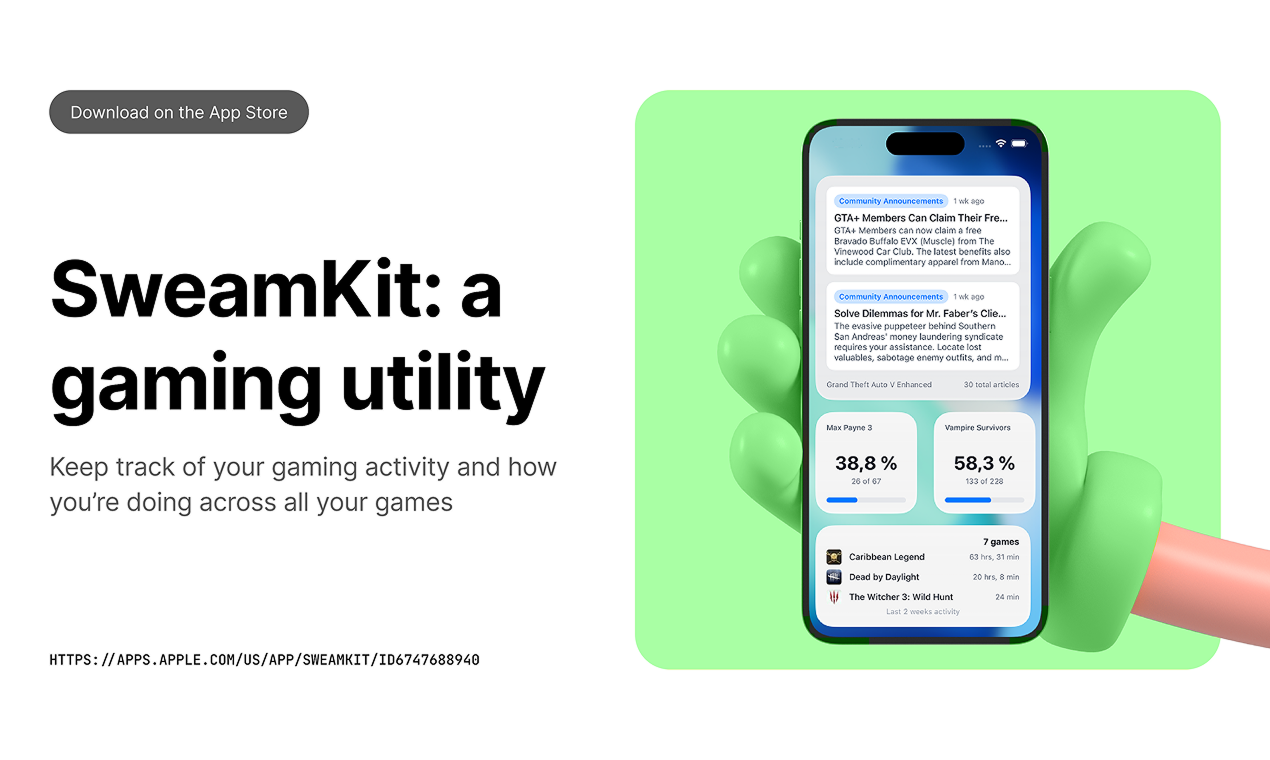 Download on the App Store
SweamKit: a
gaming utility
Keep track of your gaming activity and how
you’re doing across all your games
HTTPS://APPS.APPLE.COM/US/APP/SWEAMKIT/ID6747688940
Community Announcements 1 wk ago
GTA+ Members Can Claim Their Fre...
GTA+ Members can now claim a free
Bravado Buffalo EVX (Muscle) from The
Vinewood Car Club. The latest benefits also
include complimentary apparel from Mano...
Community Announcements 1 wk ago
Solve Dilemmas for Mr. Faber’s Clie...
The evasive puppeteer behind Southern
San Andreas’ money laundering syndicate
requires your assistance. Locate lost
valuables, sabotage enemy outfits, and m...
Grand Theft Auto V Enhanced 30 total articles
Max Payne 3
38,8 %
26 of 67
Vampire Survivors
58,3 %
133 of 228
7 games
Caribbean Legend 63 hrs, 31 min
Dead by Daylight 20 hrs, 8 min
The Witcher 3: Wild Hunt 24 min
Last 2 weeks activity